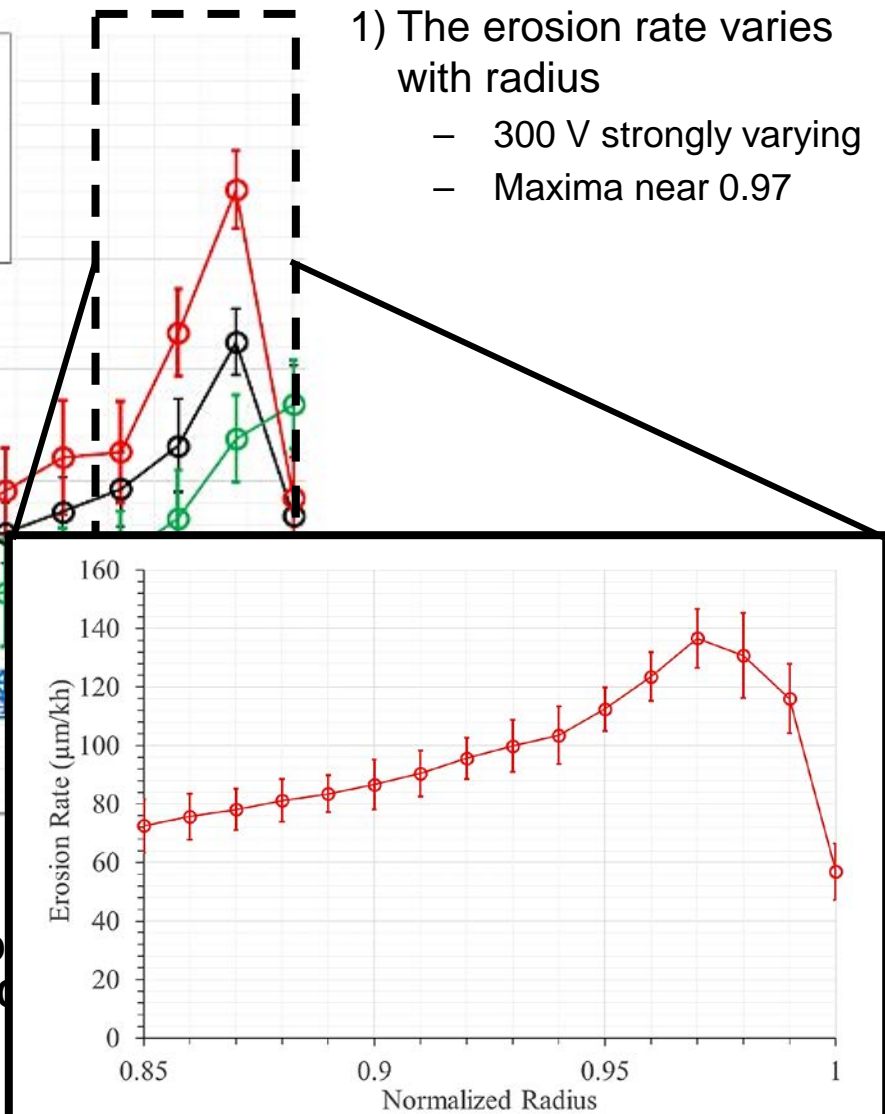 1) The erosion rate varies
with radius
– 300 V strongly varying
– Maxima near 0.97
160
140
120
100
80
60
40
20
0
Erosion Rate (µm/kh)
0.85 0.9 0.95 1
Normalized Radius